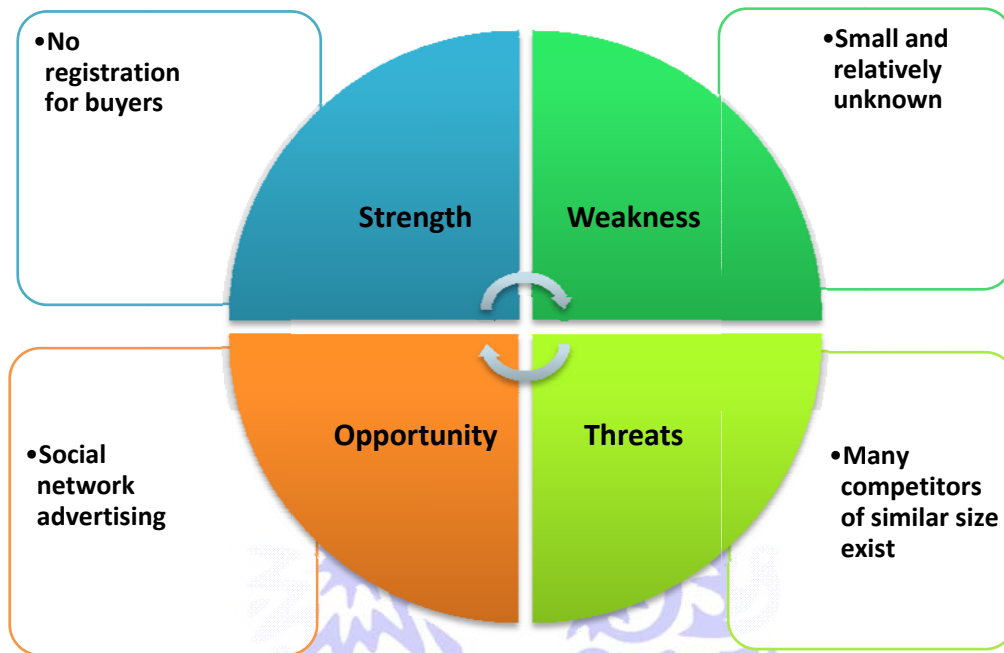 •No
registration
for buyers
•Small and
relatively
unknown
Strength
Weakness
Opportunity
Threats
•Social
network
advertising
•Many
competitors
of similar size
exist